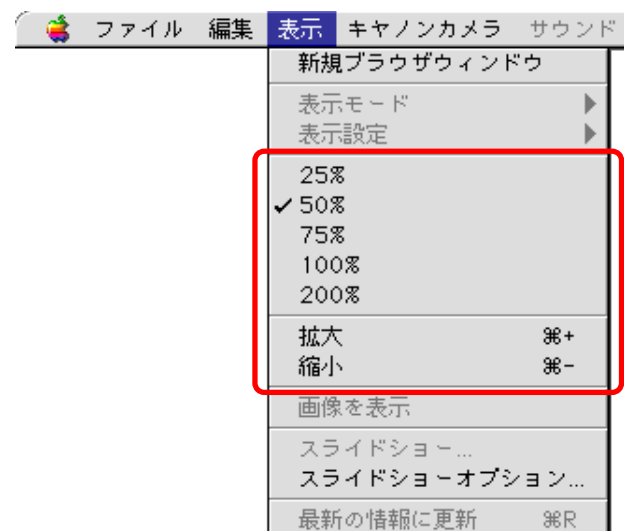 ファイル 編集 表示 キヤノンカメラ サウンド
新規ブラウザウィンドウ
表示モード
表示設定
25%
✓50%
75%
100%
200%
拡大 ⌘+
縮小 ⌘-
画像を表示
スライドショー...
スライドショーオプション...
最新の情報に更新 ⌘R